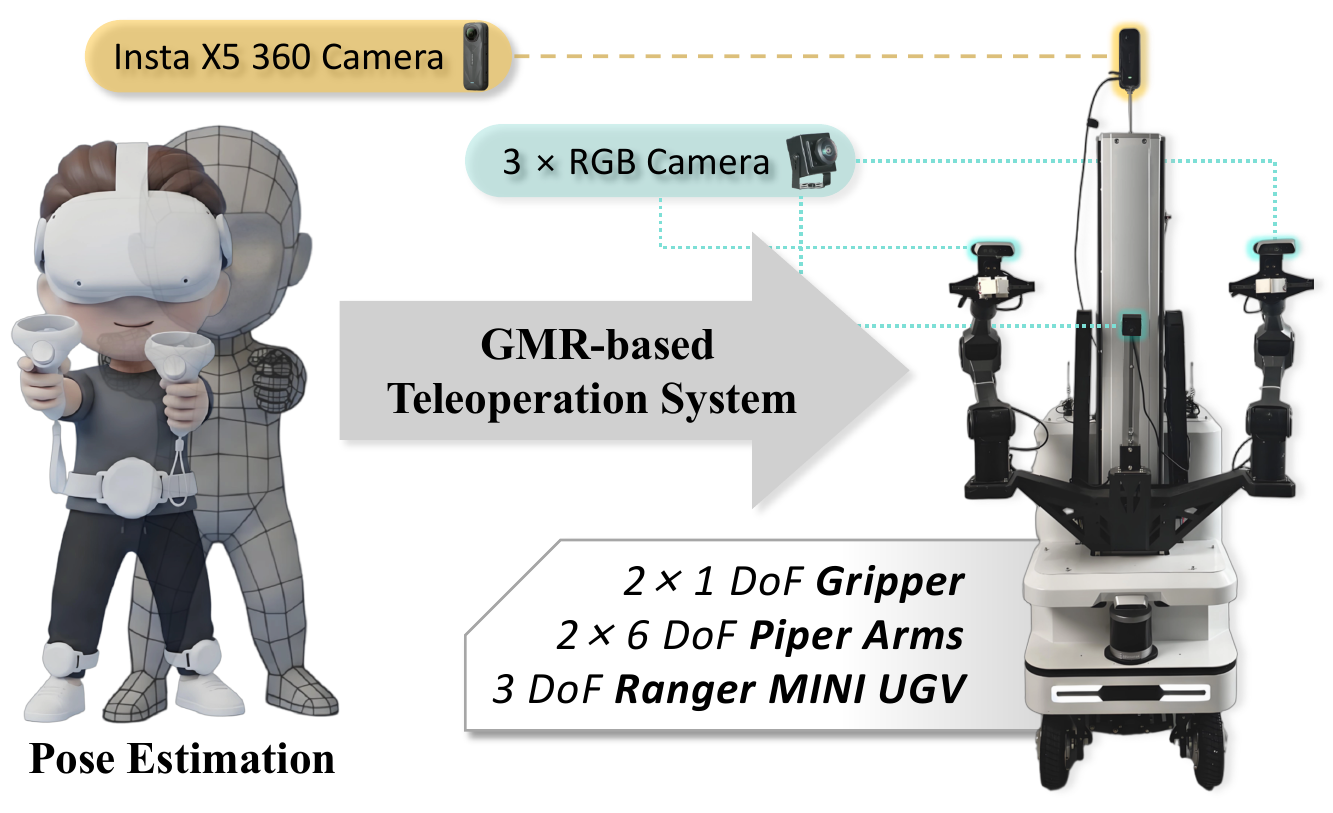 Insta X5 360 Camera
3 × RGB Camera
GMR-based
Teleoperation System
2 × 1 DoF Gripper
2 × 6 DoF Piper Arms
3 DoF Ranger MINI UGV
Pose Estimation